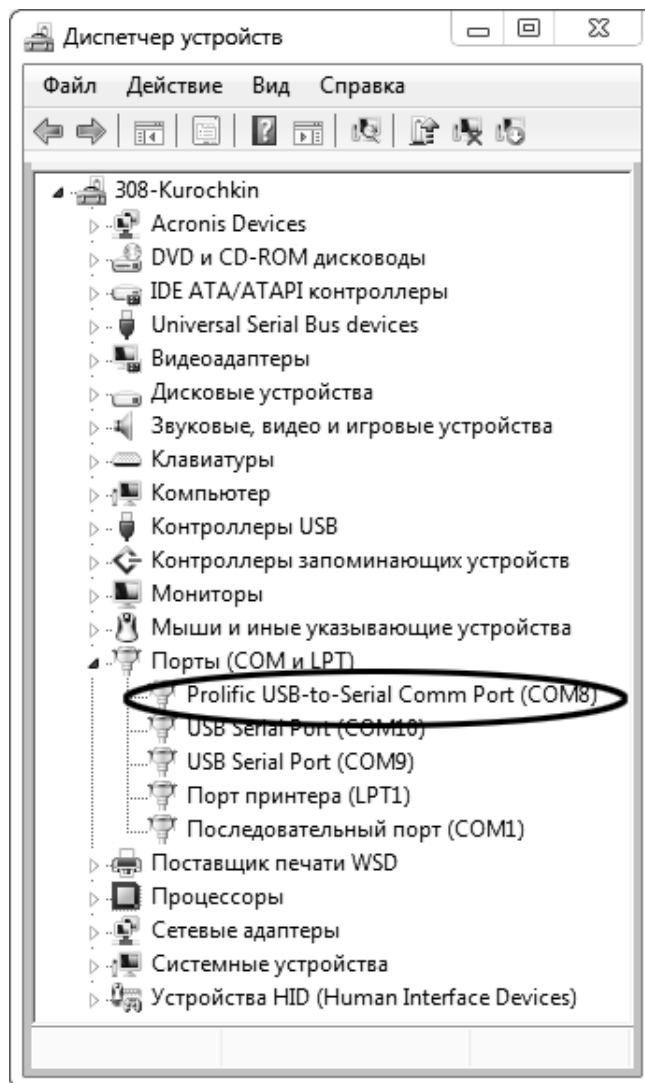 Диспетчер устройств
Файл Действие Вид Справка
308-Kurochkin
Acronis Devices
DVD и CD-ROM дисководы
IDE ATA/ATAPI контроллеры
Universal Serial Bus devices
Видеоадаптеры
Дисковые устройства
Звуковые, видео и игровые устройства
Клавиатуры
Компьютер
Контроллеры USB
Контроллеры запоминающих устройств
Мониторы
Мыши и иные указывающие устройства
Порты (COM и LPT)
Prolific USB-to-Serial Comm Port (COM8)
USB Serial Port (COM10)
USB Serial Port (COM9)
Порт принтера (LPT1)
Последовательный порт (COM1)
Поставщик печати WSD
Процессоры
Сетевые адаптеры
Системные устройства
Устройства HID (Human Interface Devices)